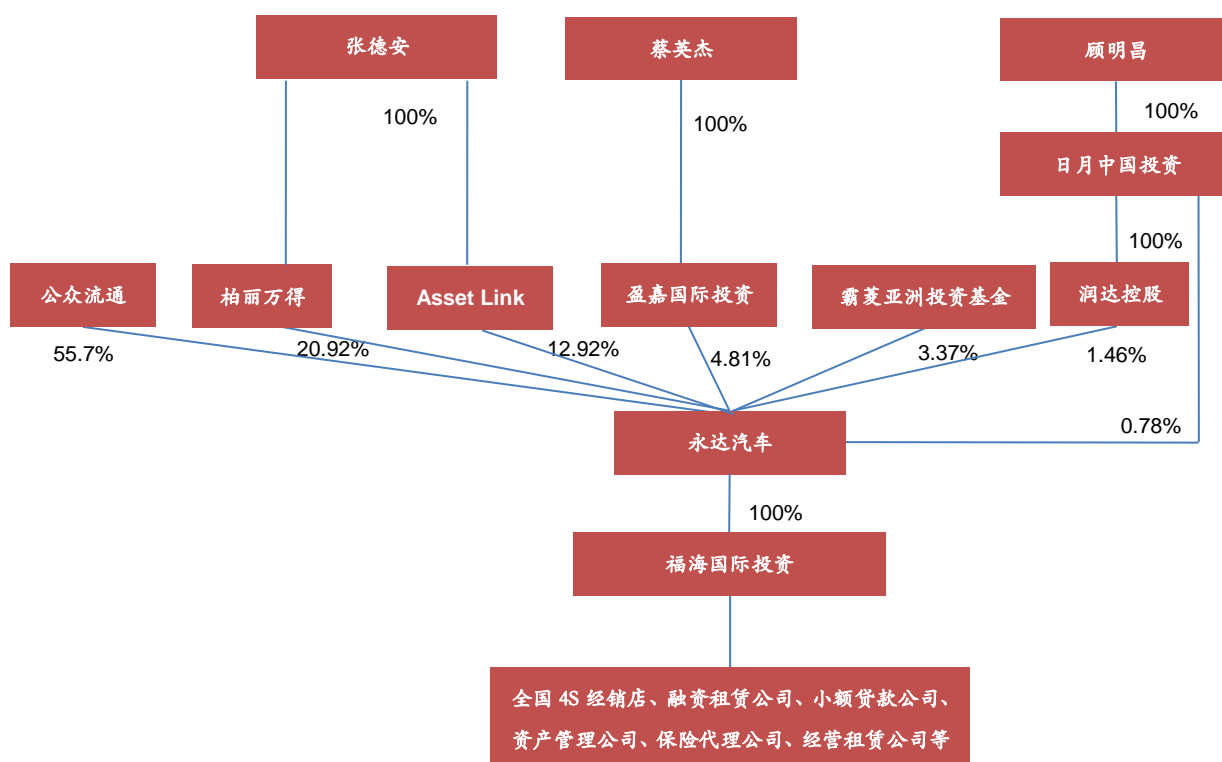 张德安
蔡英杰
顾明昌
100%
100%
100%
日月中国投资
100%
公众流通
柏丽万得
Asset Link
盈嘉国际投资
霸菱亚洲投资基金
润达控股
55.7%
20.92%
12.92%
4.81%
3.37%
1.46%
0.78%
永达汽车
100%
福海国际投资
全国 4S 经销店、融资租赁公司、小额贷款公司、
资产管理公司、保险代理公司、经营租赁公司等